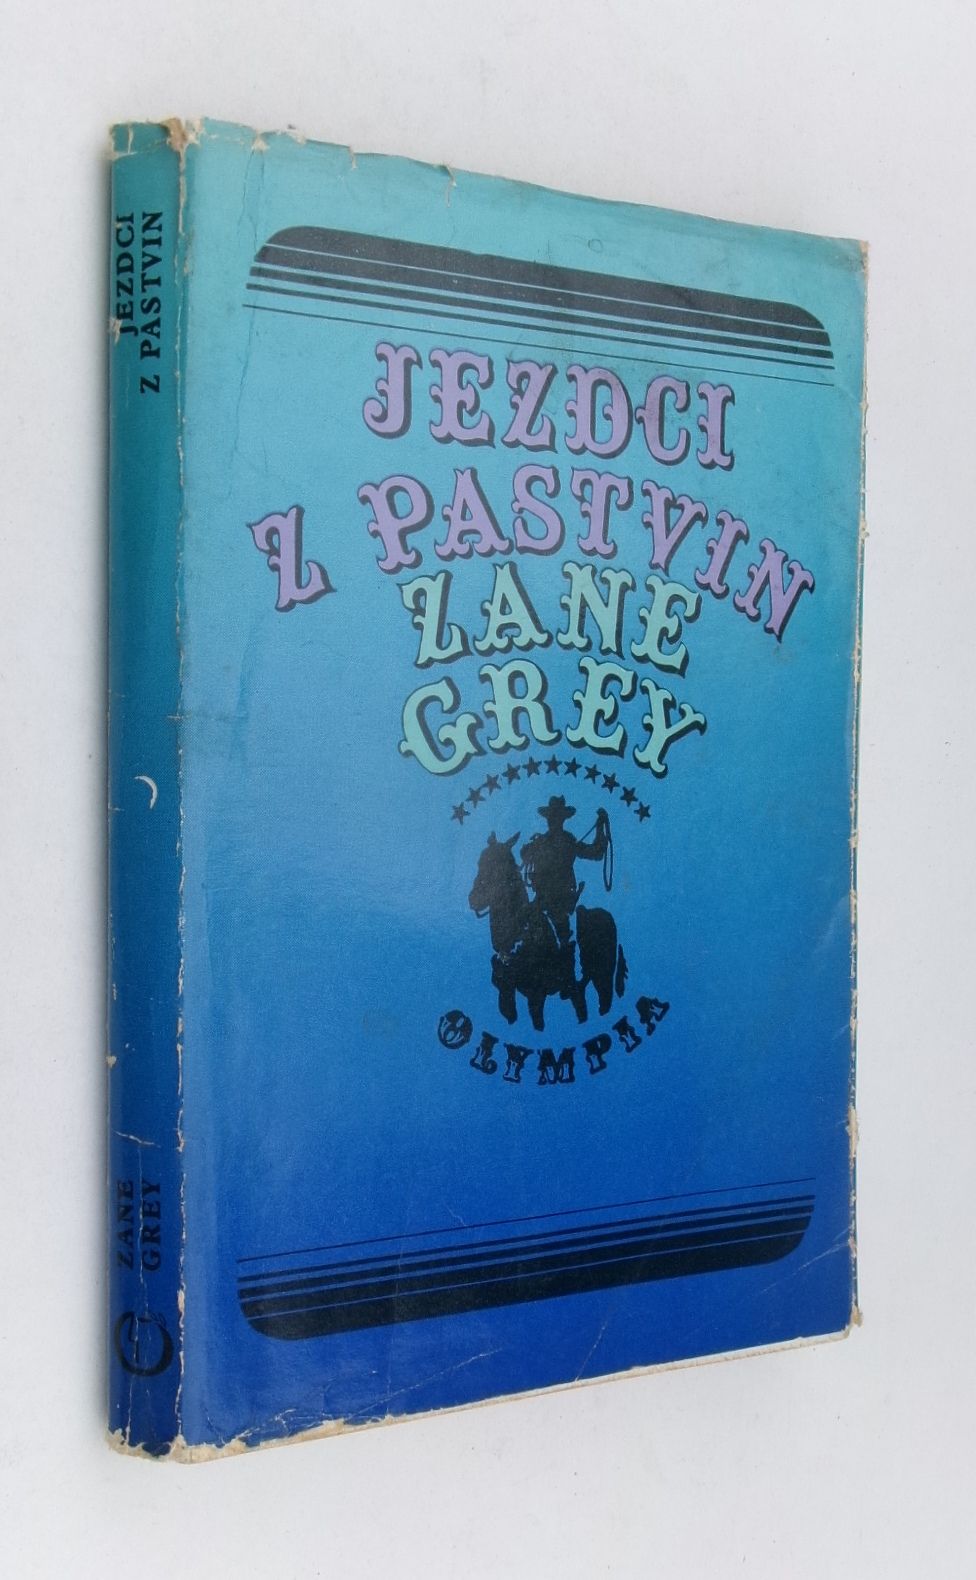 JEZDCI
Z PASTVIN
ZANE
GREY
JEZDCI
Z PASTVIN
ZANE
GREY
OLYMPIA